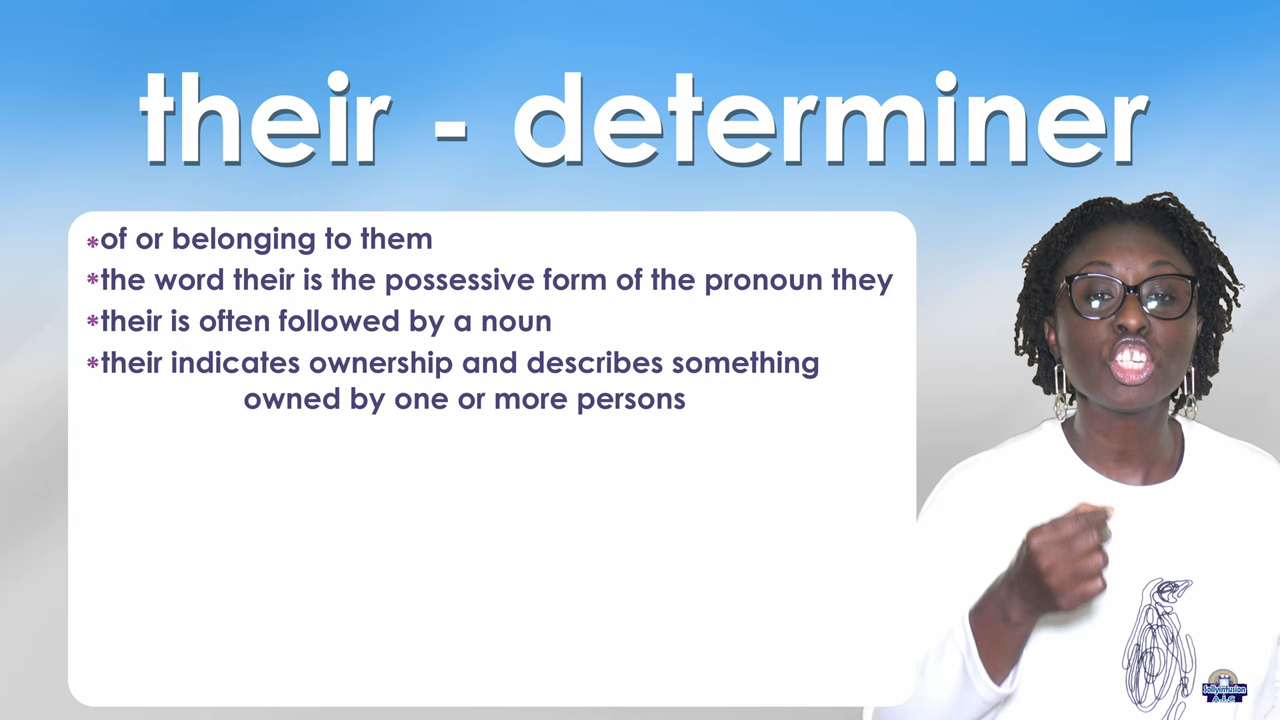 their - determiner
*of or belonging to them
*the word their is the possessive form of the pronoun they
*their is often followed by a noun
*their indicates ownership and describes something
owned by one or more persons